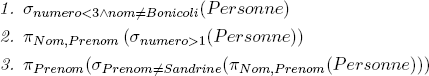 1. σ_{numero<3∧nom≠Bonicoli}(Personne)
2. π_{Nom,Prenom} (σ_{numero>1}(Personne))
3. π_{Prenom}(σ_{Prenom≠Sandrine}(π_{Nom,Prenom}(Personne)))